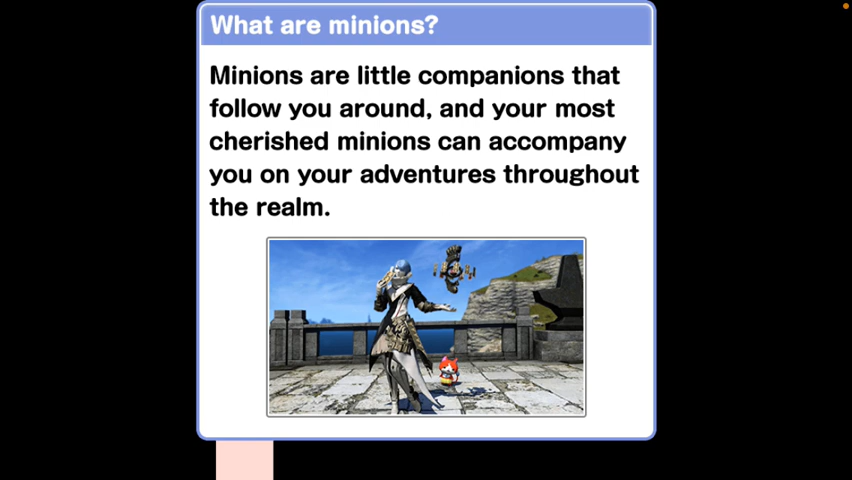 What are minions?
Minions are little companions that
follow you around, and your most
cherished minions can accompany
you on your adventures throughout
the realm.